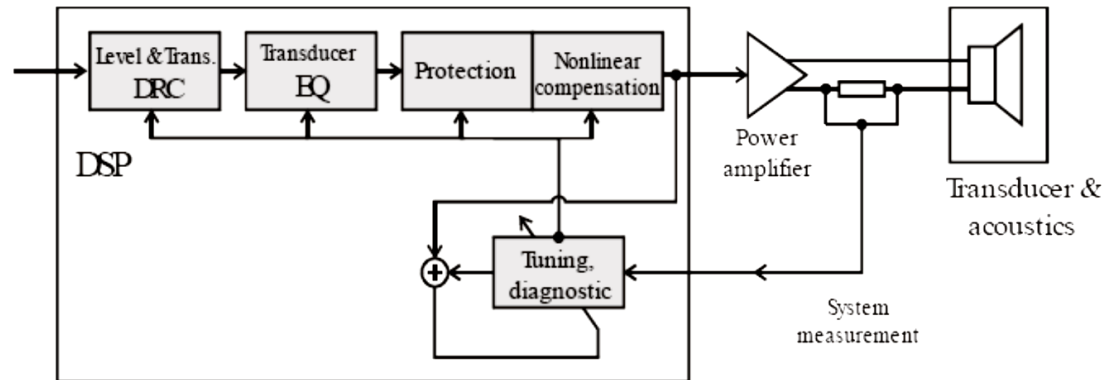 Level & Trans.
DRC
Transducer
EQ
Protection
Nonlinear
compensation
DSP
Power
amplifier
Transducer &
acoustics
Tuning,
diagnostic
System
measurement